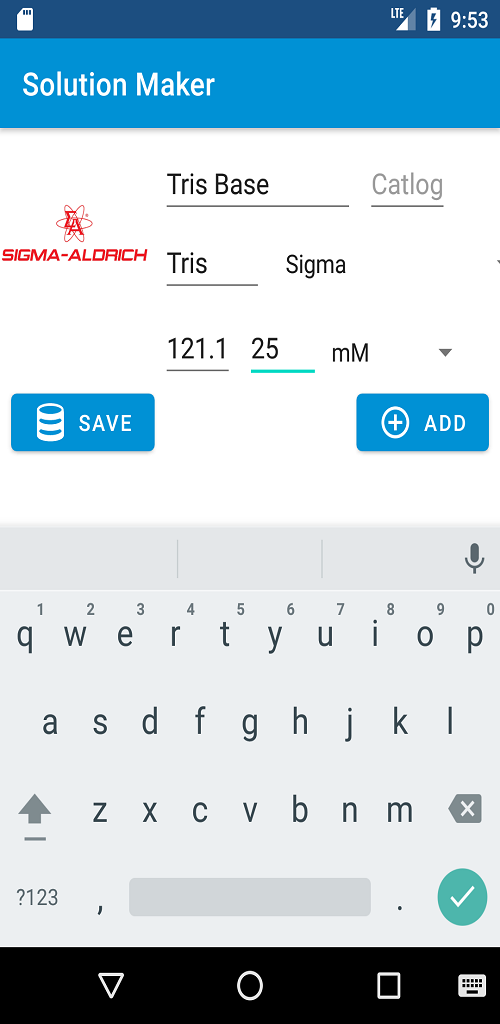 LTE 9:53
Solution Maker
Tris Base Catlog
SIGMA-ALDRICH
Tris Sigma
121.1 25 mM
SAVE ADD
1 2 3 4 5 6 7 8 9 0
q w e r t y u i o p
a s d f g h j k l
z x c v b n m
?123 , .